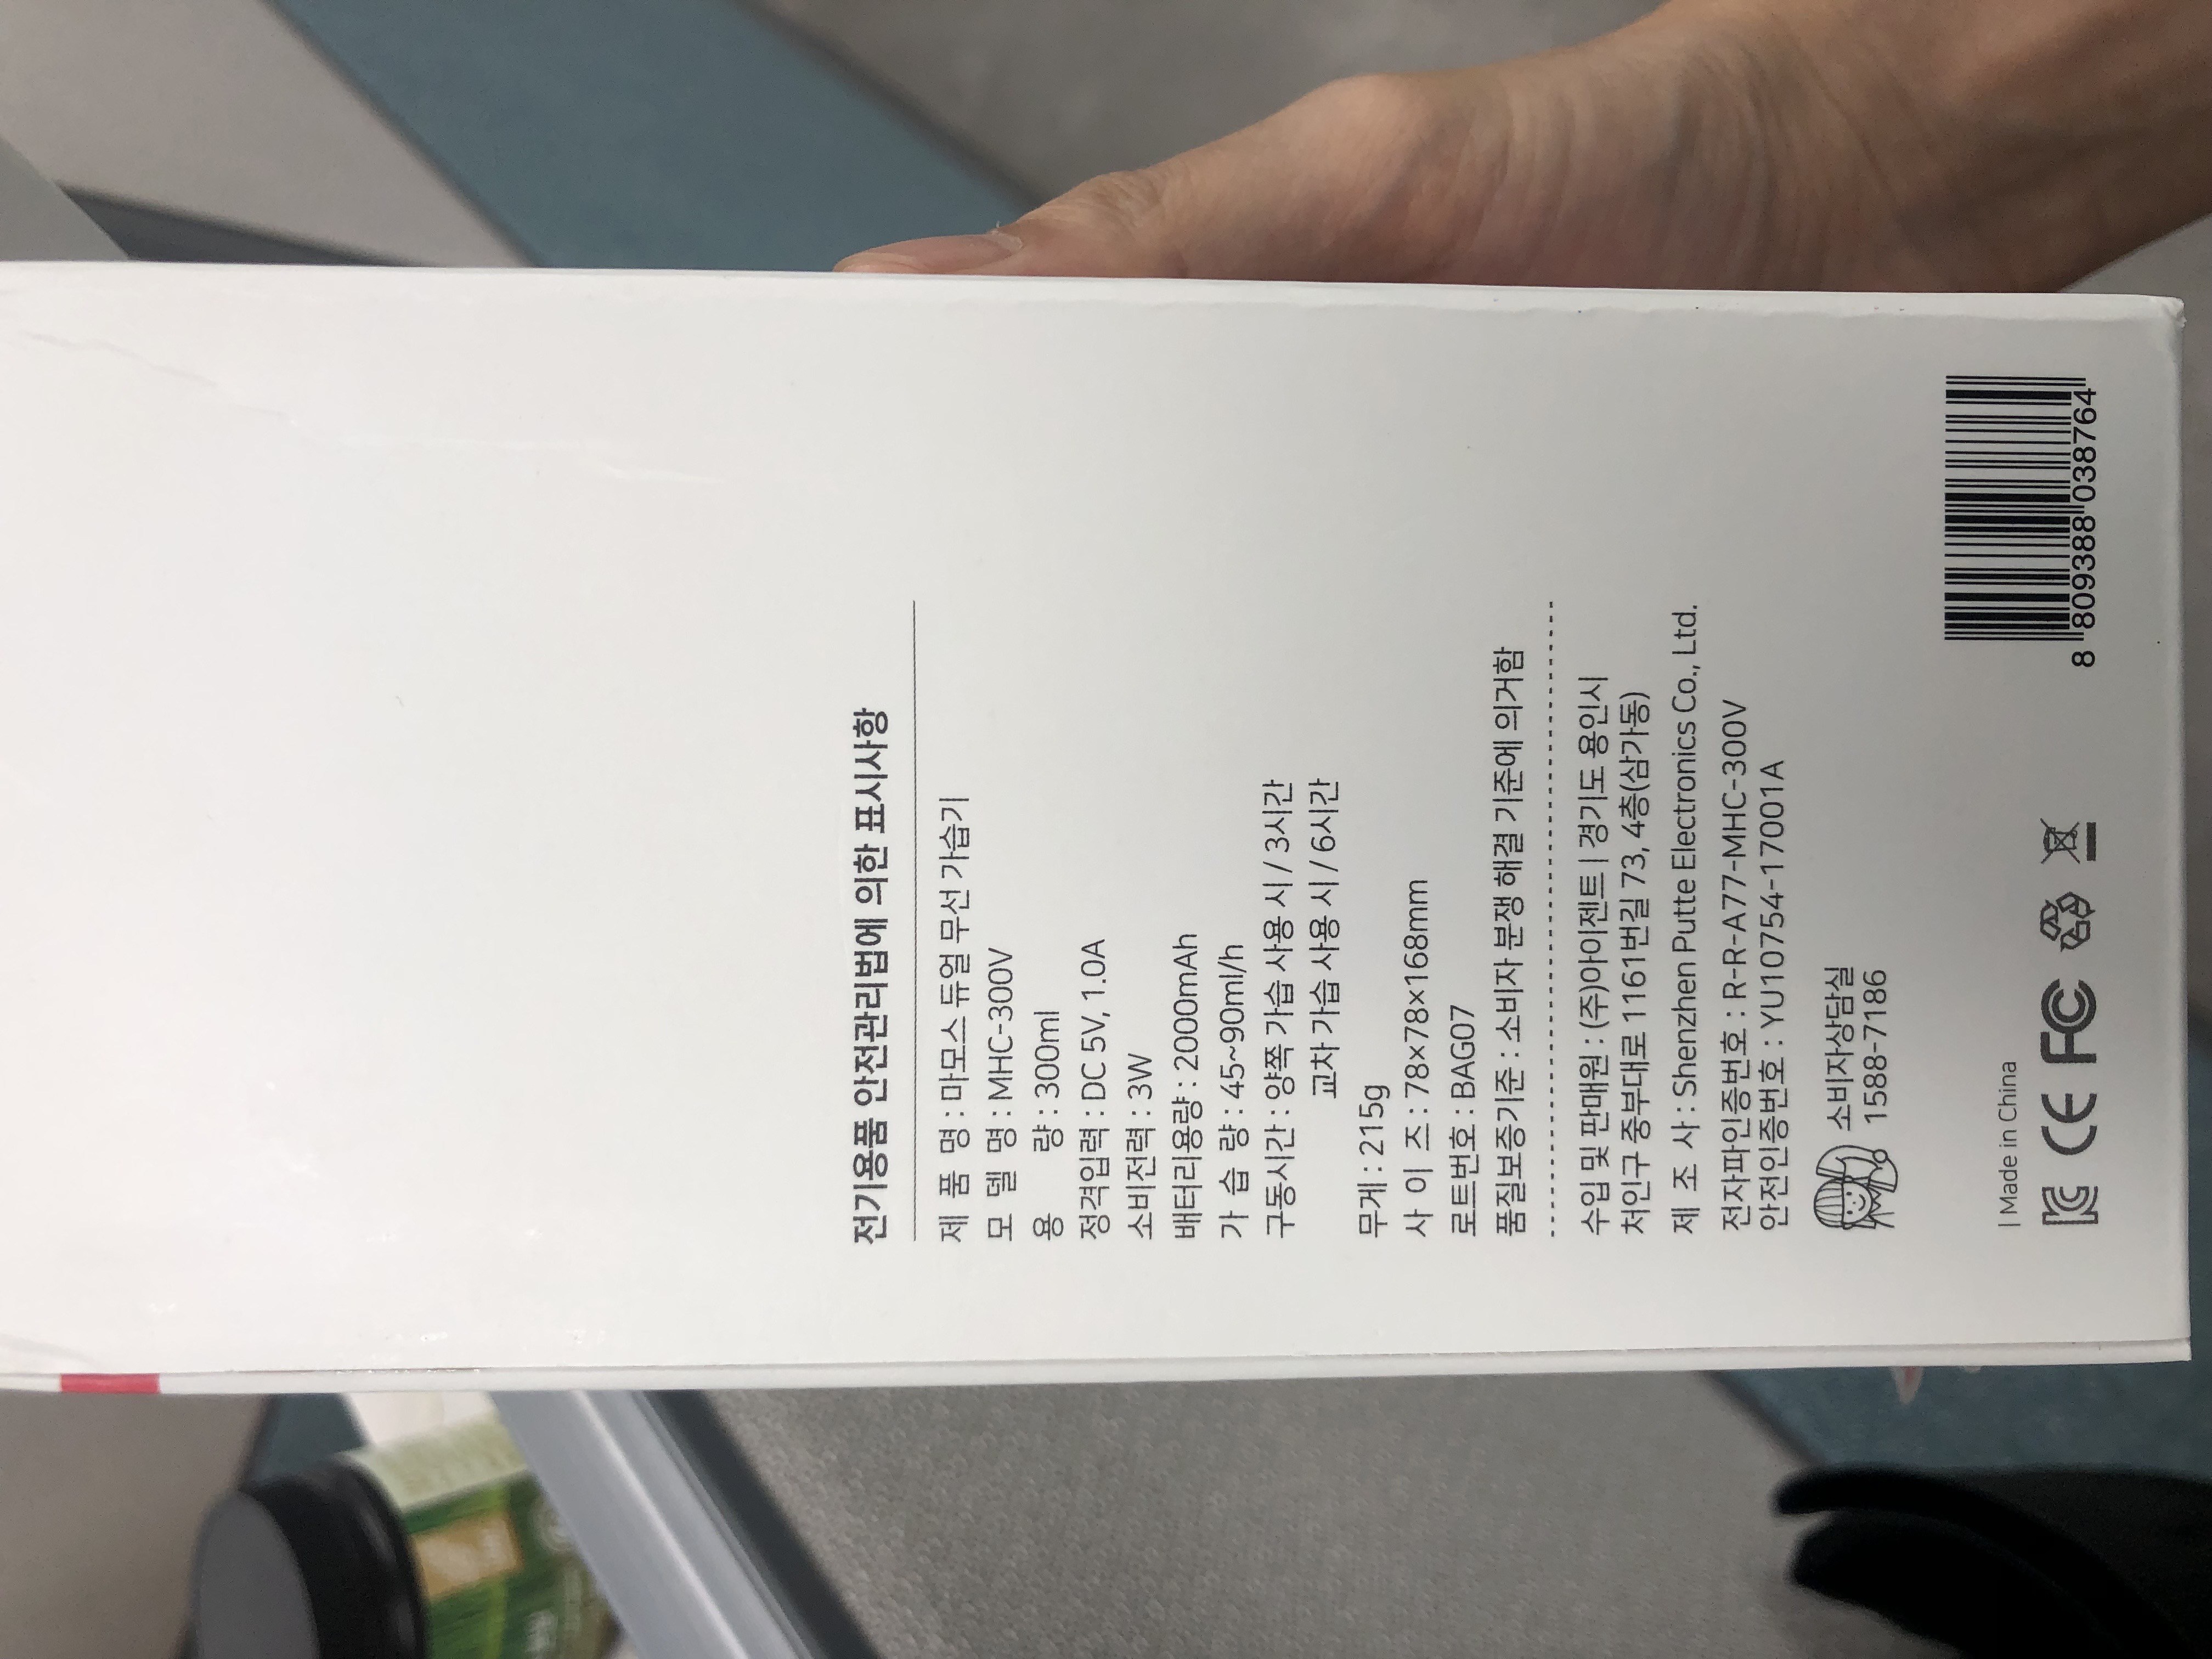 전기용품 안전관리법에 의한 표시사항
제 품 명 : 마모스 듀얼 무선 가습기
모 델 명 : MHC-300V
용 량 : 300ml
정격입력 : DC 5V, 1.0A
소비전력 : 3W
배터리용량 : 2000mAh
가 습 량 : 45~90ml/h
구동시간 : 양쪽 가습 사용 시 / 3시간
교차 가습 사용 시 / 6시간
무게 : 215g
사 이 즈 : 78×78×168mm
로트번호 : BAG07
품질보증기준 : 소비자 분쟁 해결 기준에 의거함
수입 및 판매원 : (주)아이젠트 | 경기도 용인시
처인구 중부대로 1161번길 73, 4층(삼가동)
제 조 사 : Shenzhen Putte Electronics Co., Ltd.
전자파인증번호 : R-R-A77-MHC-300V
안전인증번호 : YU10754-17001A
소비자상담실
1588-7186
| Made in China
KC CE FC
8 809388 038764